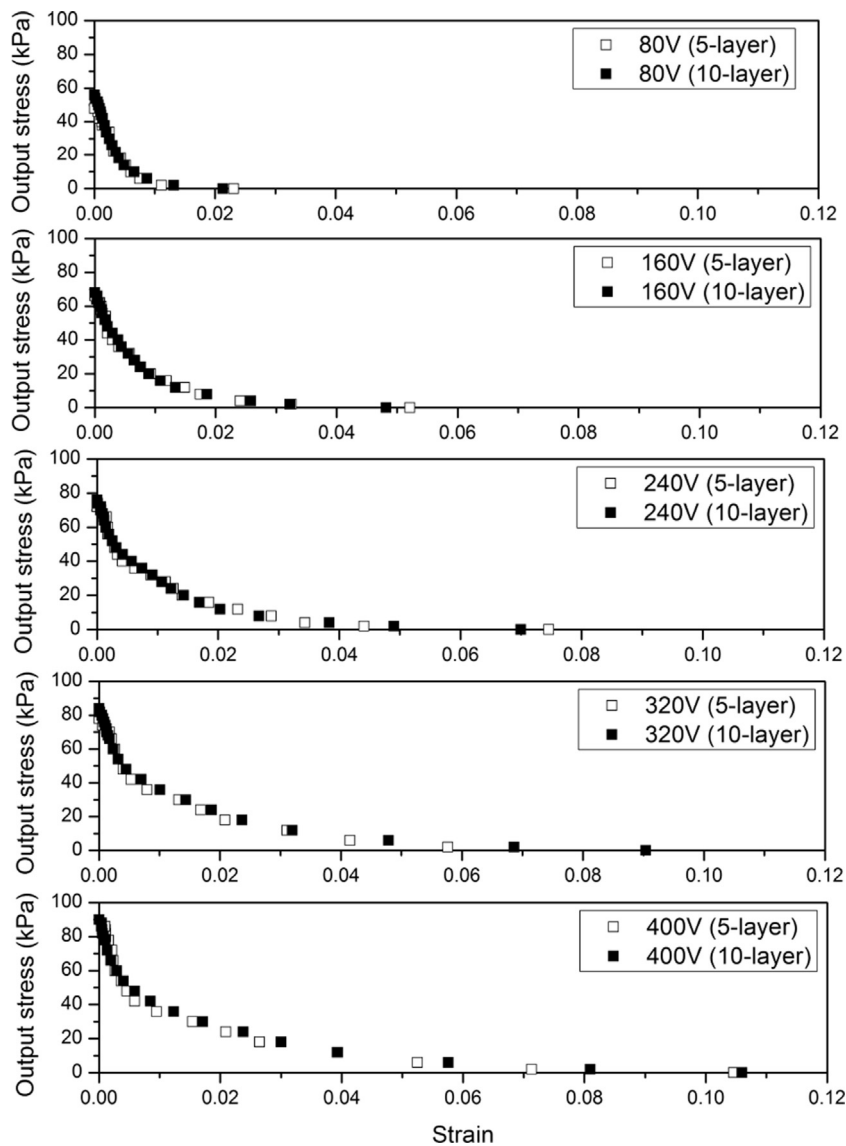 Output stress (kPa)
100
80
60
40
20
0
80V (5-layer)
80V (10-layer)
0.00 0.02 0.04 0.06 0.08 0.10 0.12
Output stress (kPa)
100
80
60
40
20
0
160V (5-layer)
160V (10-layer)
0.00 0.02 0.04 0.06 0.08 0.10 0.12
Output stress (kPa)
100
80
60
40
20
0
240V (5-layer)
240V (10-layer)
0.00 0.02 0.04 0.06 0.08 0.10 0.12
Output stress (kPa)
100
80
60
40
20
0
320V (5-layer)
320V (10-layer)
0.00 0.02 0.04 0.06 0.08 0.10 0.12
Output stress (kPa)
100
80
60
40
20
0
400V (5-layer)
400V (10-layer)
0.00 0.02 0.04 0.06 0.08 0.10 0.12
Strain